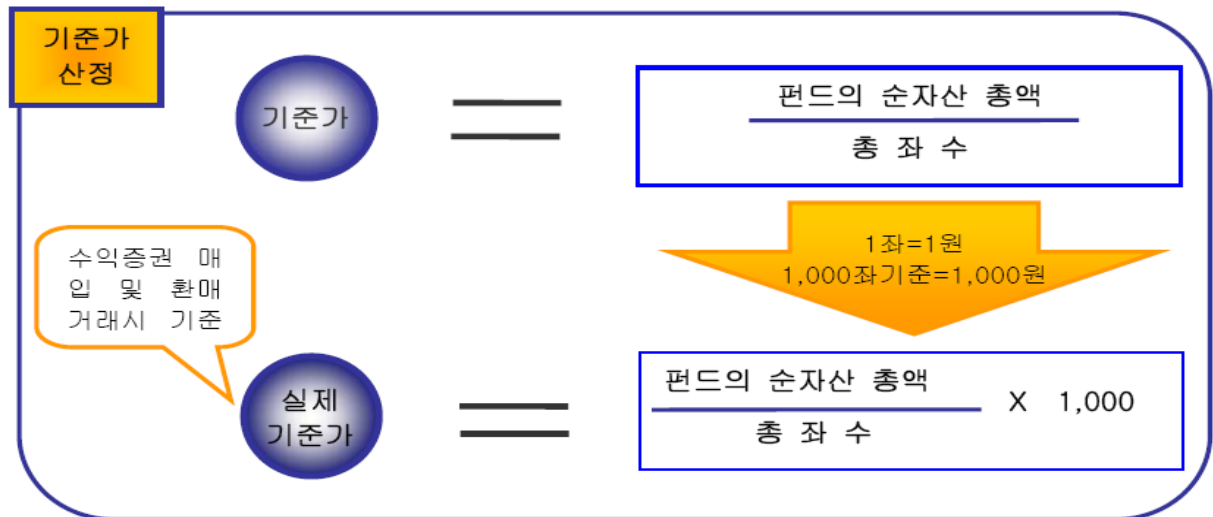 기준가
산정
기준가
펀드의 순자산 총액
총 좌 수
1좌=1원
1,000좌기준=1,000원
수익증권 매
입 및 환매
거래시 기준
실제
기준가
펀드의 순자산 총액
X 1,000
총 좌 수